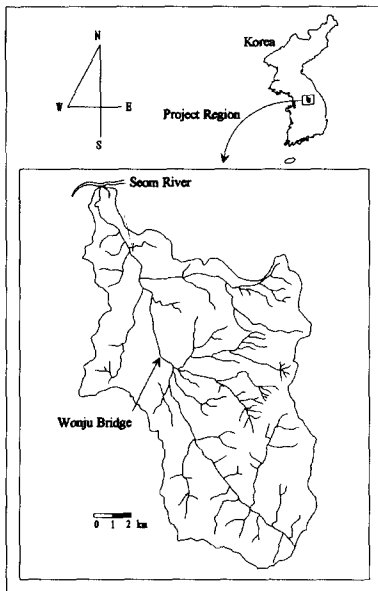 N
Korea
W E
Project Region
S
Seom River
Wonju Bridge
0 1 2 km